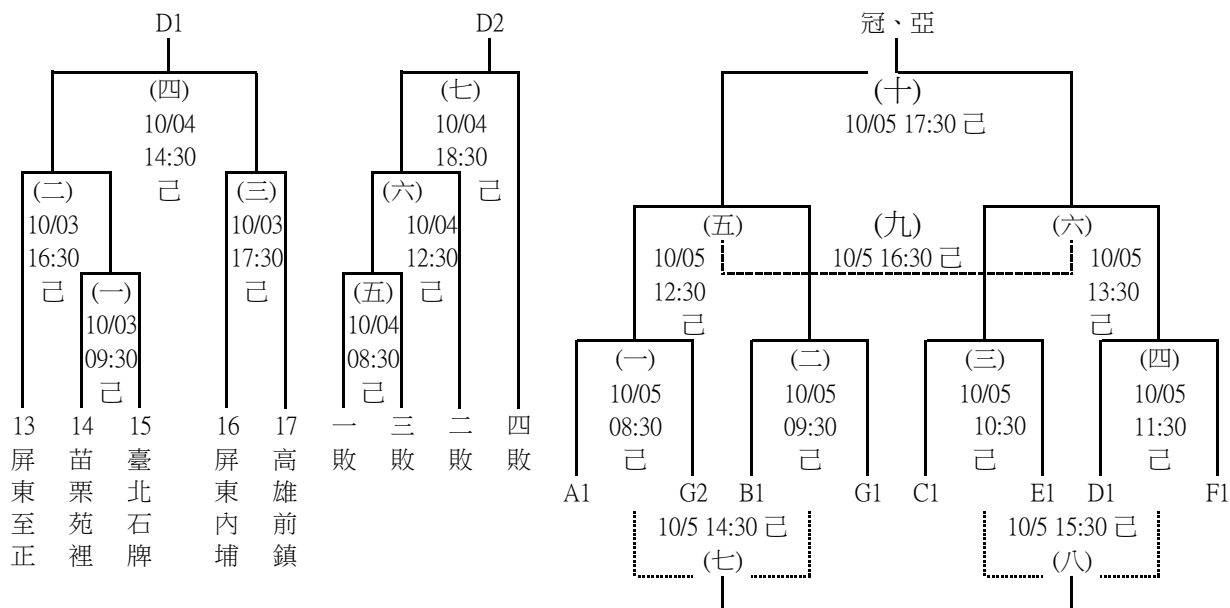 D1
(四)
10/04
14:30
己
(二)
10/03
16:30
己
(三)
10/03
17:30
己
(一)
10/03
09:30
己
13
屏東至正
14
苗栗苑裡
15
臺北石牌
16
屏東內埔
17
高雄前鎮
D2
(七)
10/04
18:30
己
(六)
10/04
12:30
己
(五)
10/04
08:30
己
一敗
三敗
二敗
四敗
冠、亞
(十)
10/05 17:30 己
(五)
10/05
12:30
己
(九)
10/5 16:30 己
(六)
10/05
13:30
己
(一)
10/05
08:30
己
(二)
10/05
09:30
己
(三)
10/05
10:30
己
(四)
10/05
11:30
己
A1
G2
B1
G1
C1
E1
D1
F1
10/5 14:30 己
(七)
10/5 15:30 己
(八)